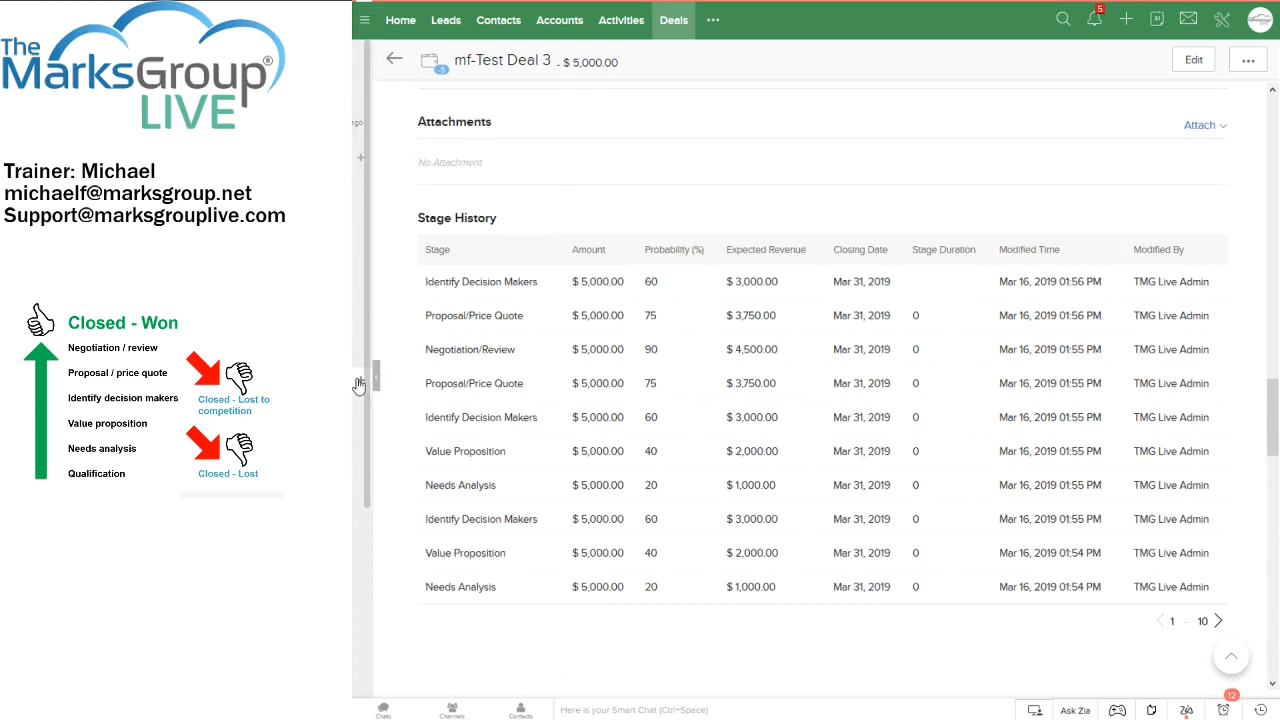 The
MarksGroup®
LIVE
Trainer: Michael
michaelf@marksgroup.net
Support@marksgrouplive.com
Closed - Won
Negotiation / review
Proposal / price quote
Identify decision makers
Value proposition
Needs analysis
Qualification
Closed - Lost to
competition
Closed - Lost
Home Leads Contacts Accounts Activities Deals ••• 5 31
mf-Test Deal 3 - $ 5,000.00 Edit •••
-5
Attachments Attach
No Attachment
Stage History
Stage Amount Probability (%) Expected Revenue Closing Date Stage Duration Modified Time Modified By
Identify Decision Makers $ 5,000.00 60 $ 3,000.00 Mar 31, 2019 Mar 16, 2019 01:56 PM TMG Live Admin
Proposal/Price Quote $ 5,000.00 75 $ 3,750.00 Mar 31, 2019 0 Mar 16, 2019 01:56 PM TMG Live Admin
Negotiation/Review $ 5,000.00 90 $ 4,500.00 Mar 31, 2019 0 Mar 16, 2019 01:55 PM TMG Live Admin
Proposal/Price Quote $ 5,000.00 75 $ 3,750.00 Mar 31, 2019 0 Mar 16, 2019 01:55 PM TMG Live Admin
Identify Decision Makers $ 5,000.00 60 $ 3,000.00 Mar 31, 2019 0 Mar 16, 2019 01:55 PM TMG Live Admin
Value Proposition $ 5,000.00 40 $ 2,000.00 Mar 31, 2019 0 Mar 16, 2019 01:55 PM TMG Live Admin
Needs Analysis $ 5,000.00 20 $ 1,000.00 Mar 31, 2019 0 Mar 16, 2019 01:55 PM TMG Live Admin
Identify Decision Makers $ 5,000.00 60 $ 3,000.00 Mar 31, 2019 0 Mar 16, 2019 01:55 PM TMG Live Admin
Value Proposition $ 5,000.00 40 $ 2,000.00 Mar 31, 2019 0 Mar 16, 2019 01:54 PM TMG Live Admin
Needs Analysis $ 5,000.00 20 $ 1,000.00 Mar 31, 2019 0 Mar 16, 2019 01:54 PM TMG Live Admin
1 - 10
12
Chats Channels Contacts Here is your Smart Chat (Ctrl+Space) Ask Zia